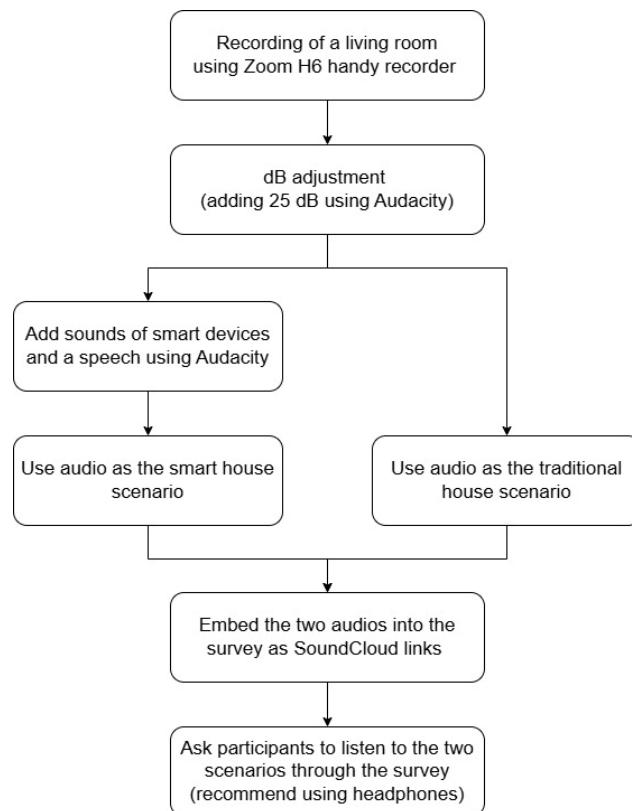 Recording of a living room
using Zoom H6 handy recorder
dB adjustment
(adding 25 dB using Audacity)
Add sounds of smart devices
and a speech using Audacity
Use audio as the smart house
scenario
Use audio as the traditional
house scenario
Embed the two audios into the
survey as SoundCloud links
Ask participants to listen to the two
scenarios through the survey
(recommend using headphones)